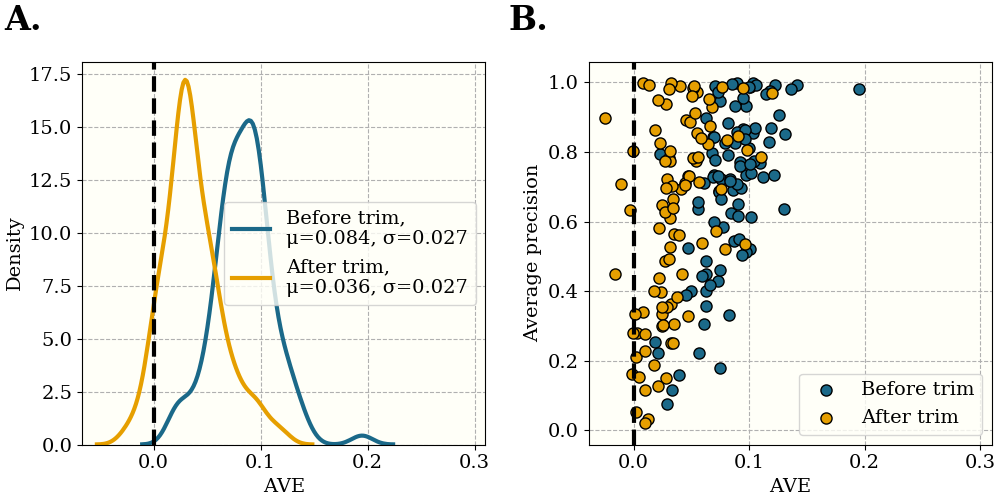 A.
Density
17.5
15.0
12.5
10.0
7.5
5.0
2.5
0.0
0.0 0.1 0.2 0.3
AVE
Before trim,
μ=0.084, σ=0.027
After trim,
μ=0.036, σ=0.027
B.
Average precision
1.0
0.8
0.6
0.4
0.2
0.0
0.0 0.1 0.2 0.3
AVE
Before trim
After trim